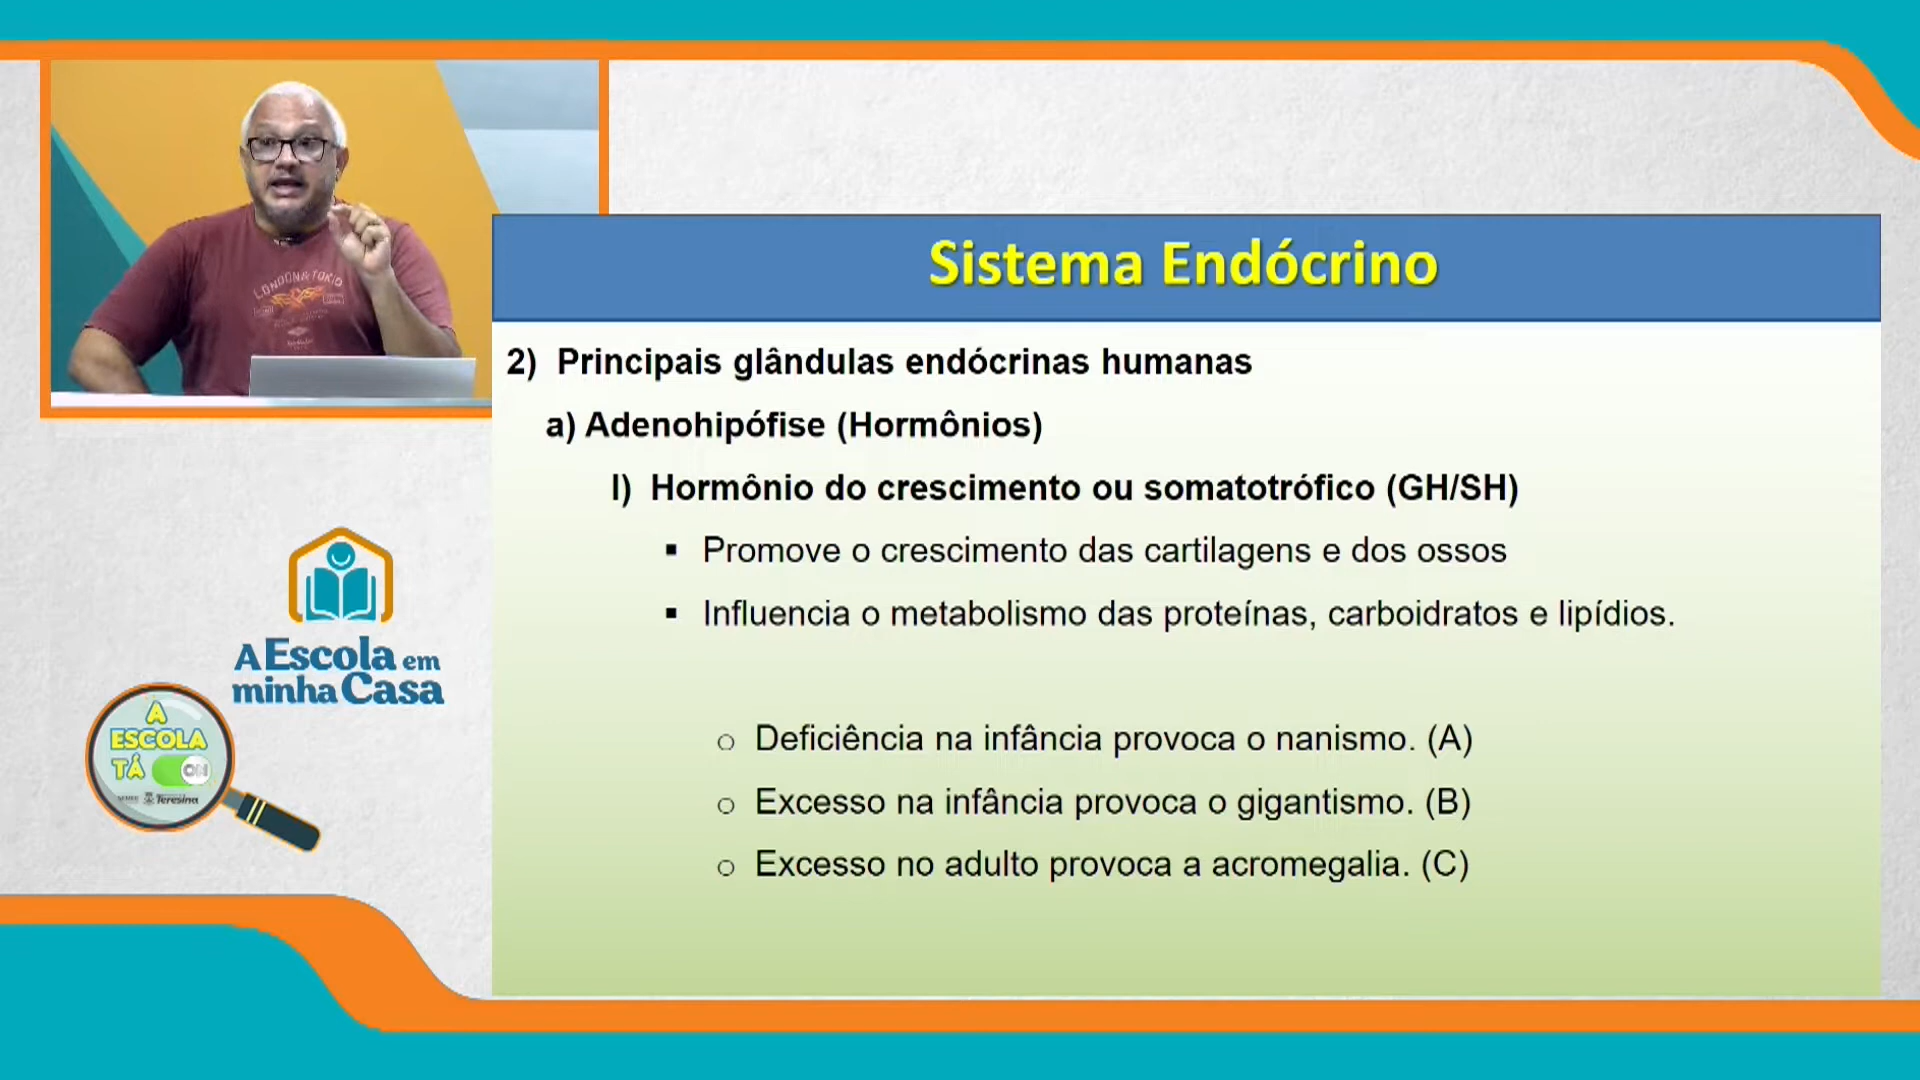 LONDON & TOKIO
Sistema Endócrino
2) Principais glândulas endócrinas humanas
a) Adenohipófise (Hormônios)
I) Hormônio do crescimento ou somatotrófico (GH/SH)
▪ Promove o crescimento das cartilagens e dos ossos
▪ Influencia o metabolismo das proteínas, carboidratos e lipídios.
o Deficiência na infância provoca o nanismo. (A)
o Excesso na infância provoca o gigantismo. (B)
o Excesso no adulto provoca a acromegalia. (C)
A Escola em
minha Casa
A
ESCOLA
TÁ ON
Teresina